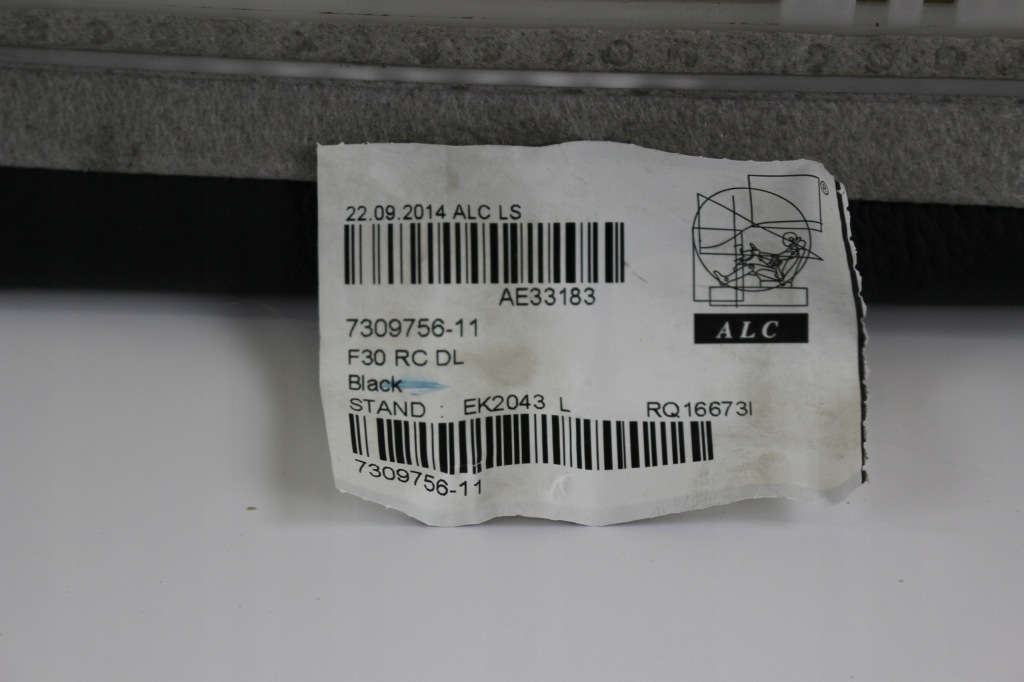 22.09.2014 ALC LS
AE33183
7309756-11
F30 RC DL
Black
STAND : EK2043 L RQ16673I
7309756-11
®
ALC